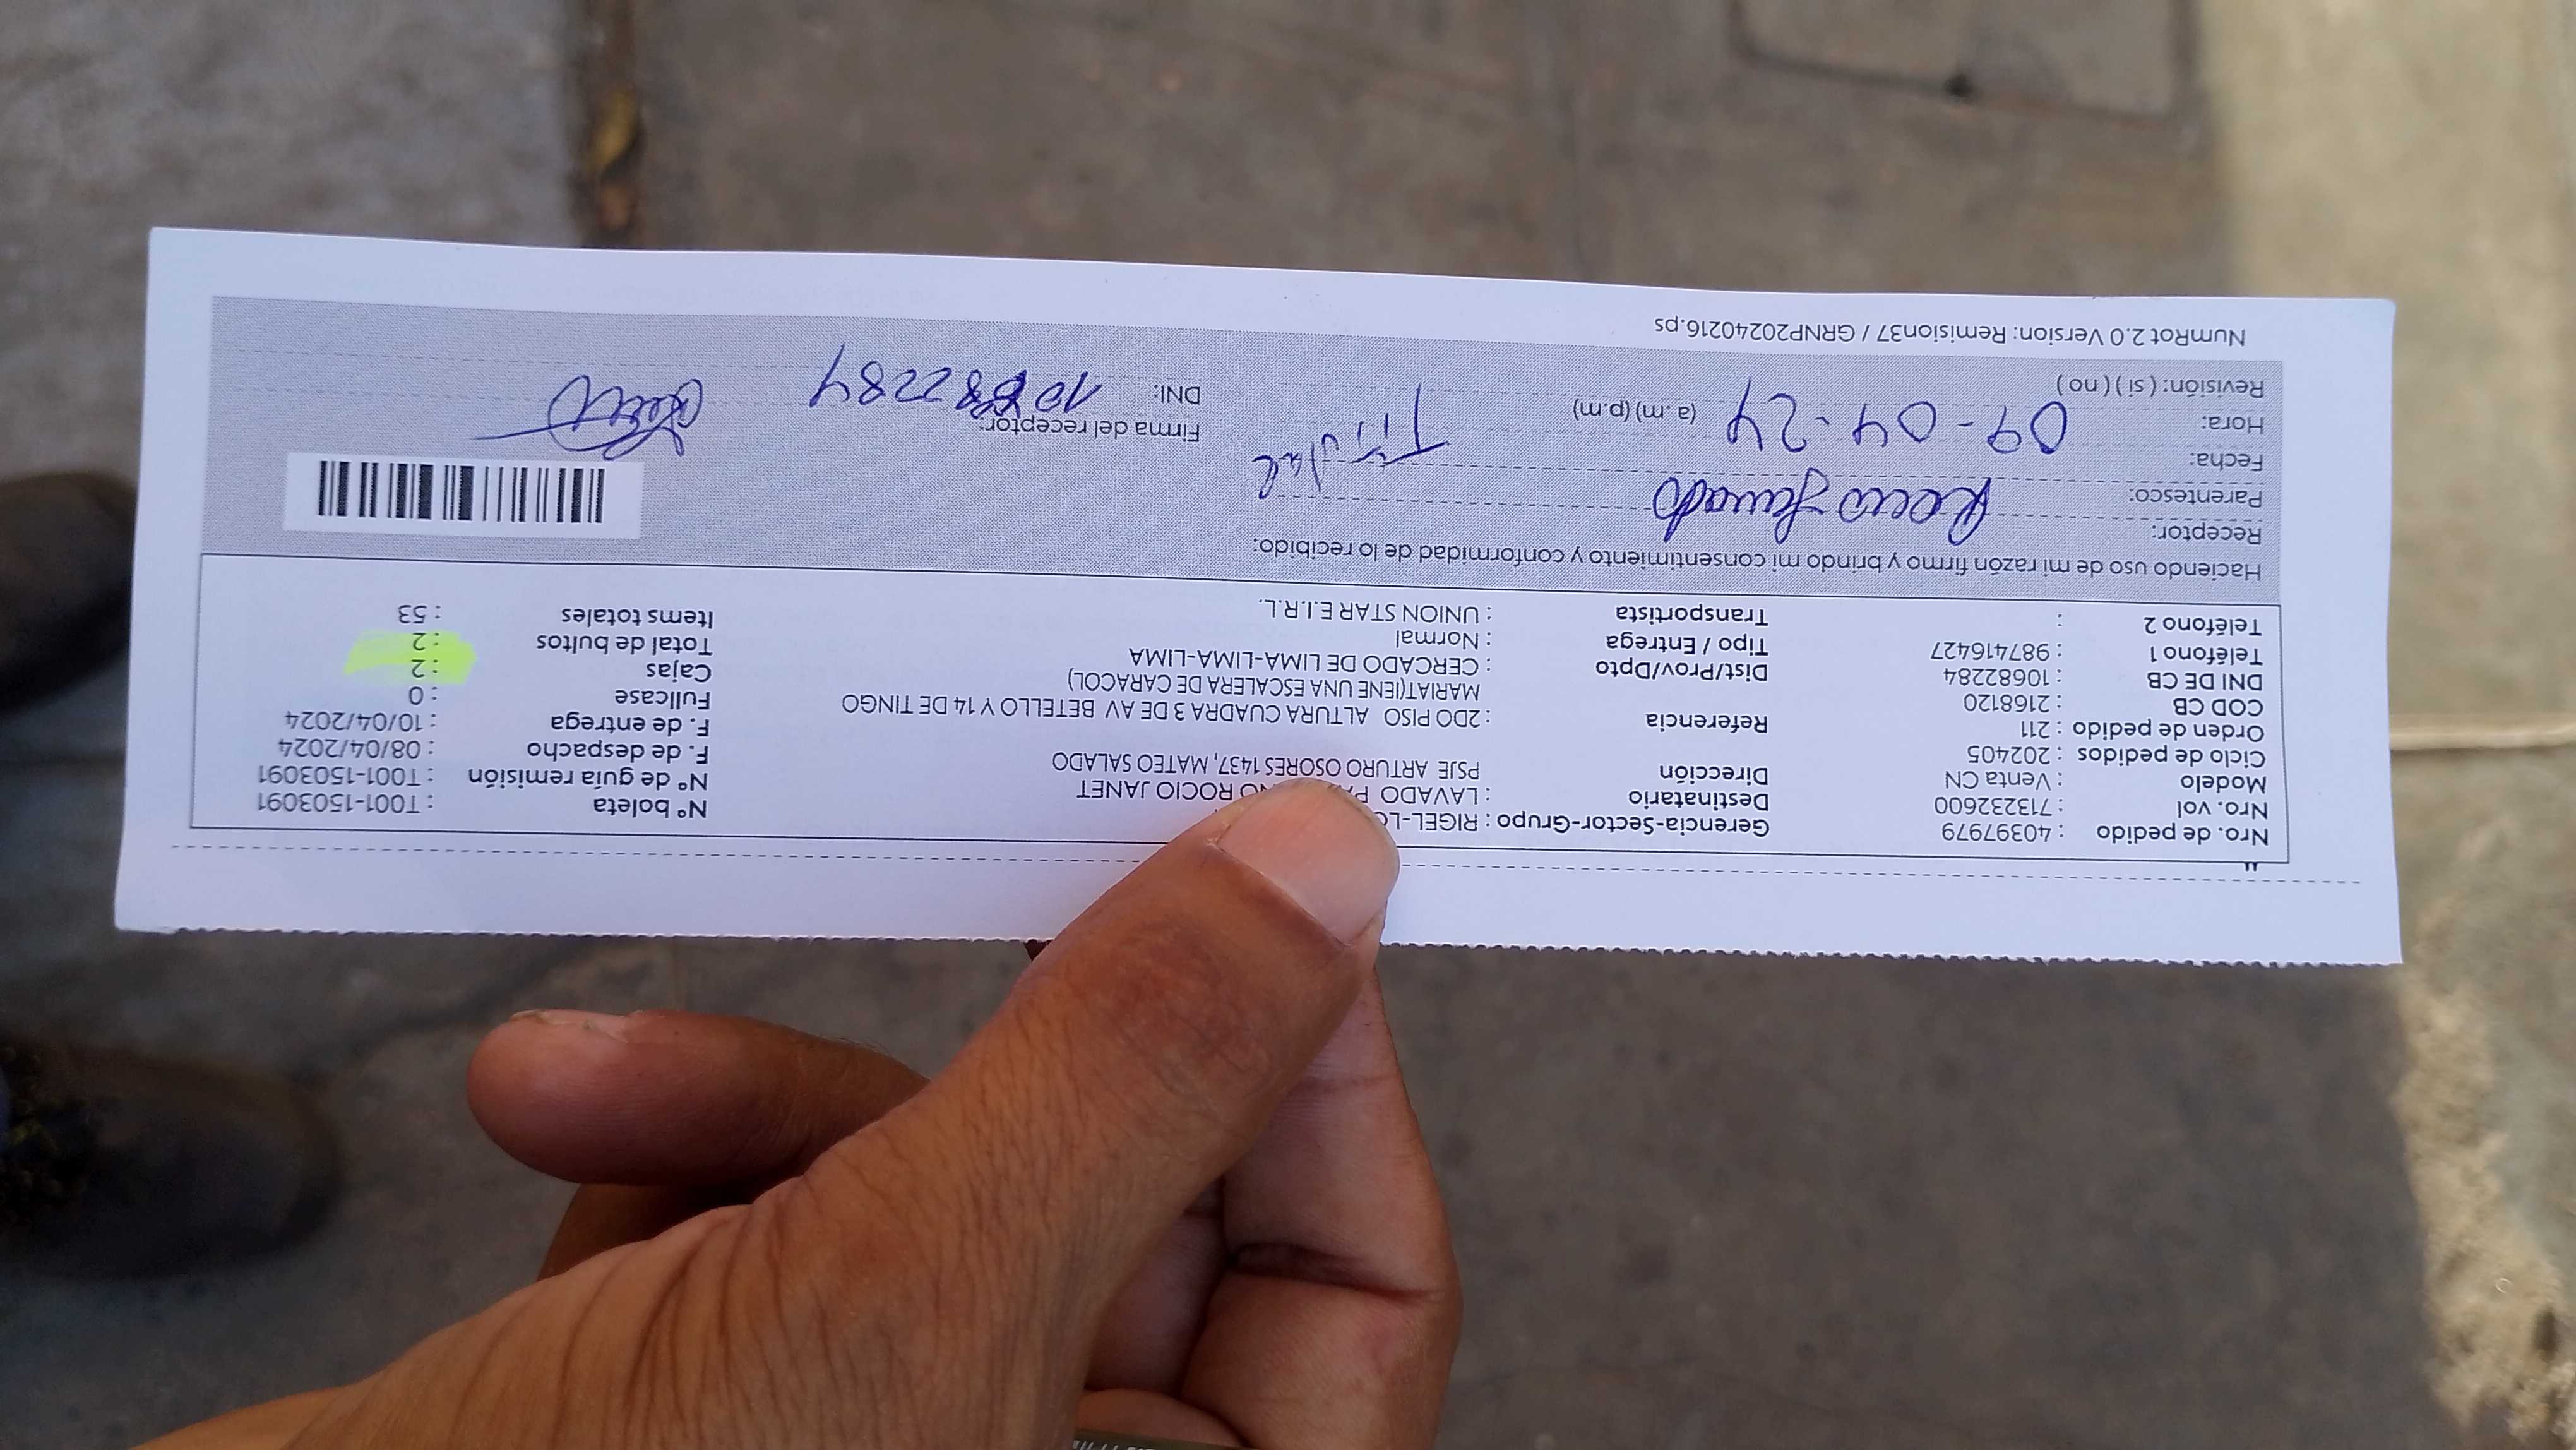 Nro. de pedido : 40397979
Nro. vol : 713232600
Modelo : Venta CN
Ciclo de pedidos : 202405
Orden de pedido : 211
COD CB : 2168120
DNI DE CB : 10682284
Teléfono 1 : 987416427
Teléfono 2 :
Gerencia-Sector-Grupo : RIGEL-
Destinatario : LAVADO ROCIO JANET
Dirección PSJE ARTURO OSORES 1437, MATEO SALADO
Referencia : 2DO PISO ALTURA CUADRA 3 DE AV BETELLO Y 14 DE TINGO
MARIAT(IENE UNA ESCALERA DE CARACOL)
Dist/Prov/Dpto : CERCADO DE LIMA-LIMA-LIMA
Tipo / Entrega : Normal
Transportista : UNION STAR E.I.R.L.
N° boleta : T001-1503091
N° de guía remisión : T001-1503091
F. de despacho : 08/04/2024
F. de entrega : 10/04/2024
Fullcase : 0
Cajas : 2
Total de bultos : 2
Items totales : 53
Haciendo uso de mi razón firmo y brindo mi consentimiento y conformidad de lo recibido:
Receptor:
Parentesco: Rocio Lavado Titular
Fecha:
Hora: 09-04-24 (a.m) (p.m)
Revisión: ( si ) ( no )
Firma del receptor:
DNI: 10682284
NumRot 2.0 Version: Remision37 / GRNP20240216.ps